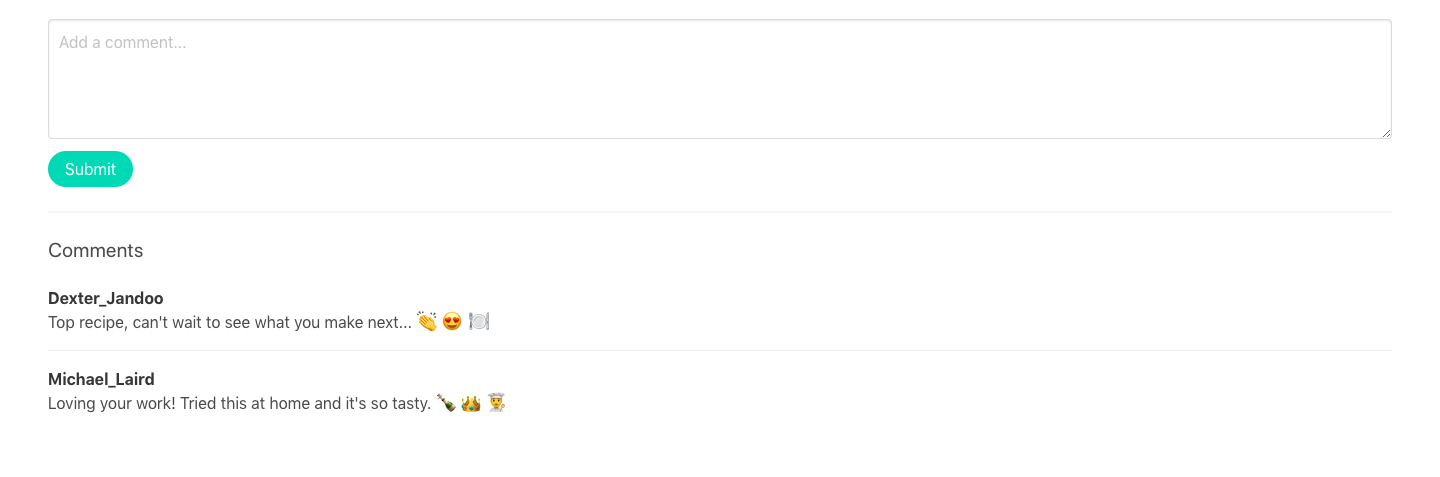 Add a comment...
Submit
Comments
Dexter_Jandoo
Top recipe, can't wait to see what you make next... 👏 😍 🍽️
Michael_Laird
Loving your work! Tried this at home and it's so tasty. 🍾 👑 👨‍🍳